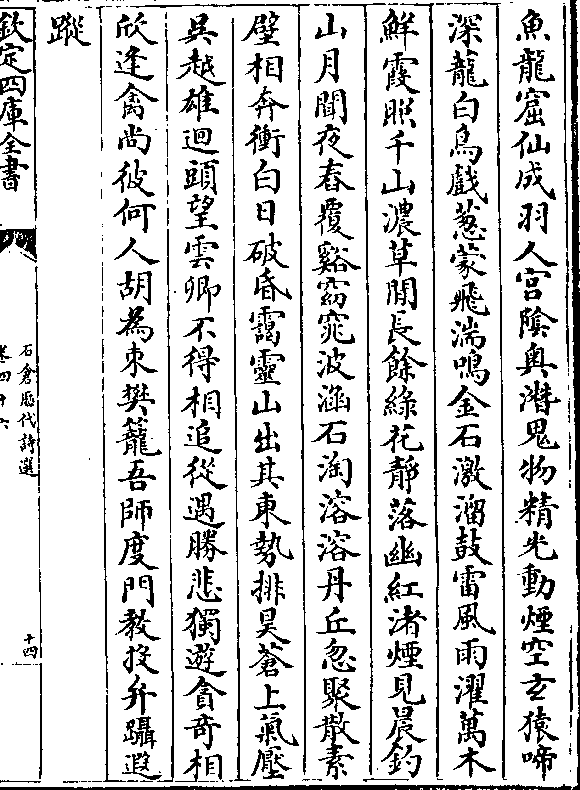 魚龍窟仙成羽人宫陰奥潛鬼物精光動煙空玄猿啼
深蘢白鳥戯葱蒙飛湍鳴金石激溜鼓雷風雨濯萬木
鮮霞照千山濃草閒長餘綠花靜落幽紅渚煙見晨釣
山月聞夜舂覆谿窈窕波涵石淘溶溶丹丘忽聚散素
壁相奔衝白日破昏靄靈山出其東勢排昊蒼上氣壓
吳越雄迴頭望雲卿不得相追從遇勝悲獨遊貪奇相
欣逢禽尚彼何人胡為束樊籠吾師度門教投弁躡遐
蹤
欽定四庫全書
石倉歷代詩選
卷四十六
十四